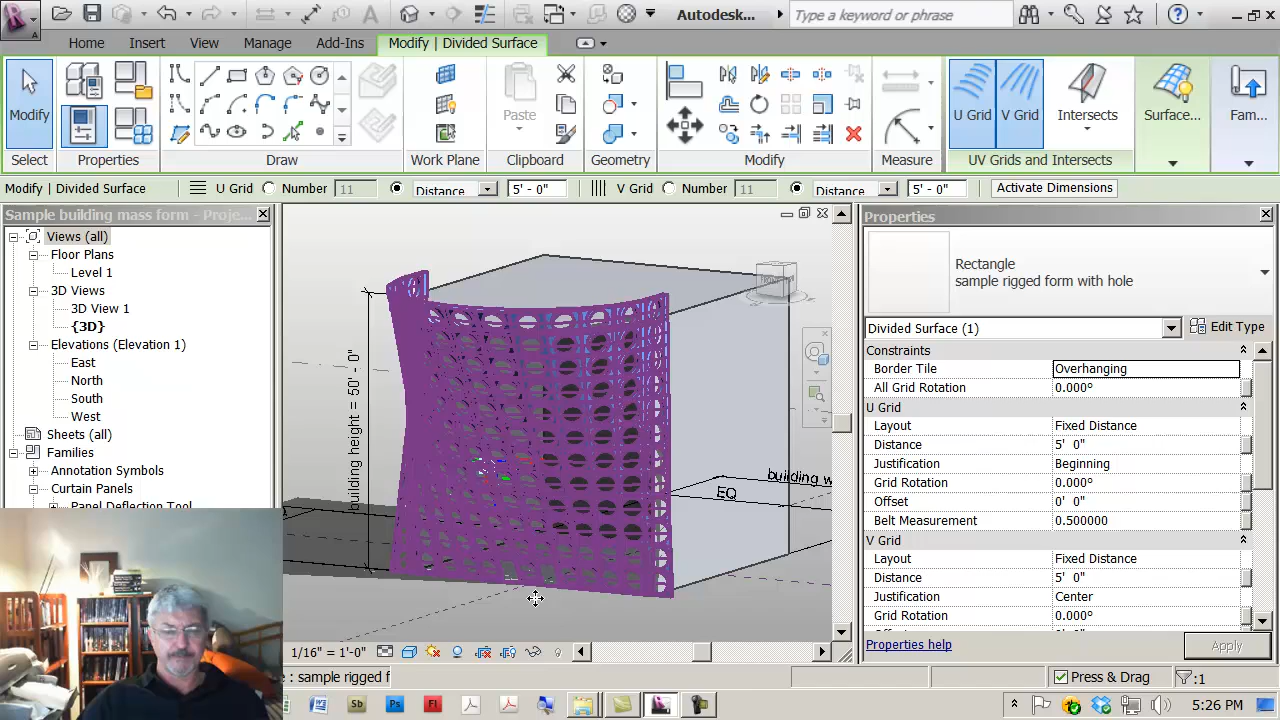 Autodesk...
Type a keyword or phrase
Home
Insert
View
Manage
Add-Ins
Modify | Divided Surface
Modify
Paste
U Grid
V Grid
Intersects
Surface...
Fam...
Select
Properties
Draw
Work Plane
Clipboard
Geometry
Modify
Measure
UV Grids and Intersects
Modify | Divided Surface
U Grid
Number
11
Distance
5' - 0"
V Grid
Number
11
Distance
5' - 0"
Activate Dimensions
Sample building mass form - Proje...
Views (all)
Floor Plans
Level 1
3D Views
3D View 1
{3D}
Elevations (Elevation 1)
East
North
South
West
Sheets (all)
Families
Annotation Symbols
Curtain Panels
Panel Deflection Tool
building height = 50' - 0"
EQ
building w
1/16" = 1'-0"
Properties
Rectangle
sample rigged form with hole
Divided Surface (1)
Edit Type
Constraints
Border Tile
Overhanging
All Grid Rotation
0.000°
U Grid
Layout
Fixed Distance
Distance
5' 0"
Justification
Beginning
Grid Rotation
0.000°
Offset
0' 0"
Belt Measurement
0.500000
V Grid
Layout
Fixed Distance
Distance
5' 0"
Justification
Center
Grid Rotation
0.000°
Properties help
Apply
: sample rigged f
Press & Drag
:1
5:26 PM